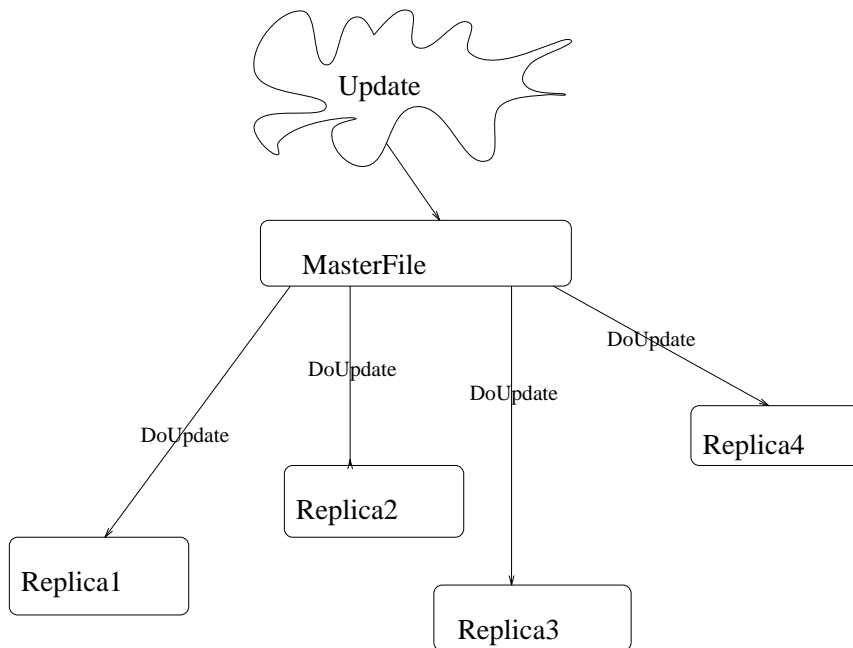 Update
MasterFile
DoUpdate
DoUpdate
DoUpdate
DoUpdate
Replica4
Replica2
Replica1
Replica3